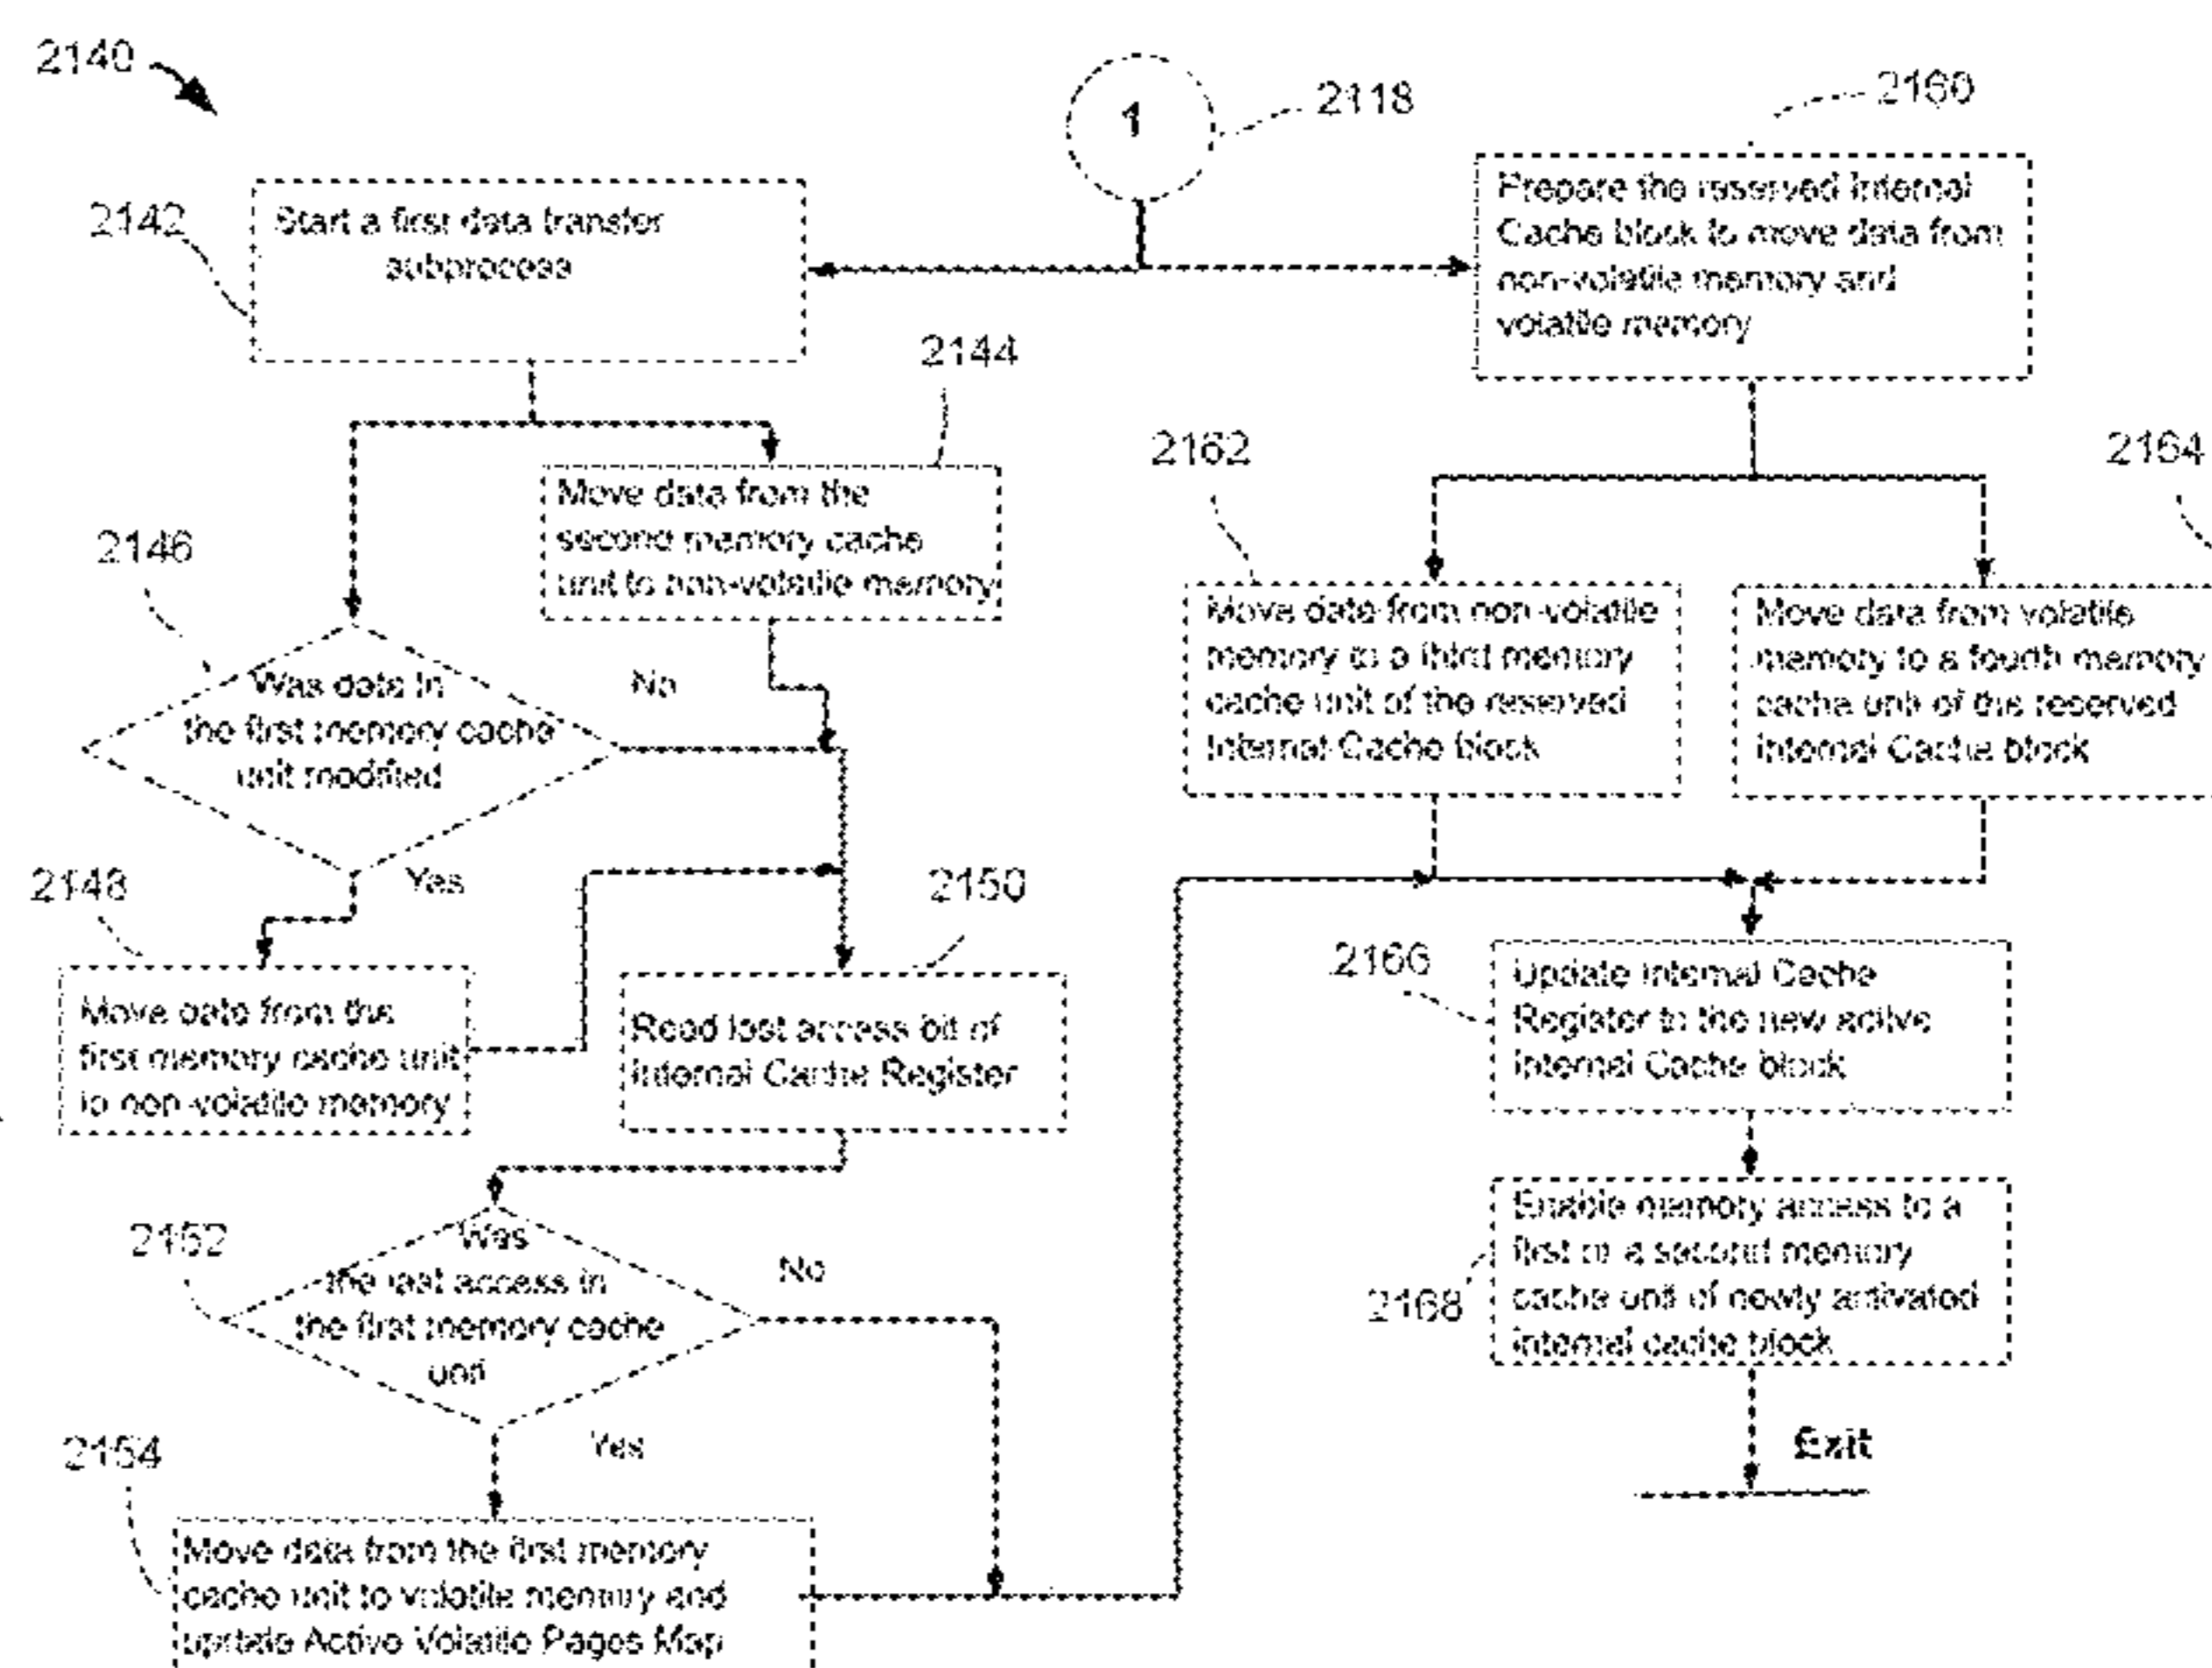 2140
1
2118
2160
2142
Start a first data transfer
subprocess
Prepare the reserved Internal
Cache block to move data from
non-volatile memory and
volatile memory
2144
Move data from the
second memory cache
unit to non-volatile memory
2146
Was data in
the first memory cache
unit modified
No
Yes
2162
Move data from non-volatile
memory to a third memory
cache unit of the reserved
Internal Cache block
2164
Move data from volatile
memory to a fourth memory
cache unit of the reserved
Internal Cache block
2148
Move data from the
first memory cache unit
to non-volatile memory
2150
Read last access bit of
Internal Cache Register
2166
Update Internal Cache
Register to the new active
Internal Cache block
2152
Was
the last access in
the first memory cache
unit
No
Yes
2168
Enable memory access to a
first or a second memory
cache unit of newly activated
internal cache block
Exit
2154
Move data from the first memory
cache unit to volatile memory and
update Active Volatile Pages Map